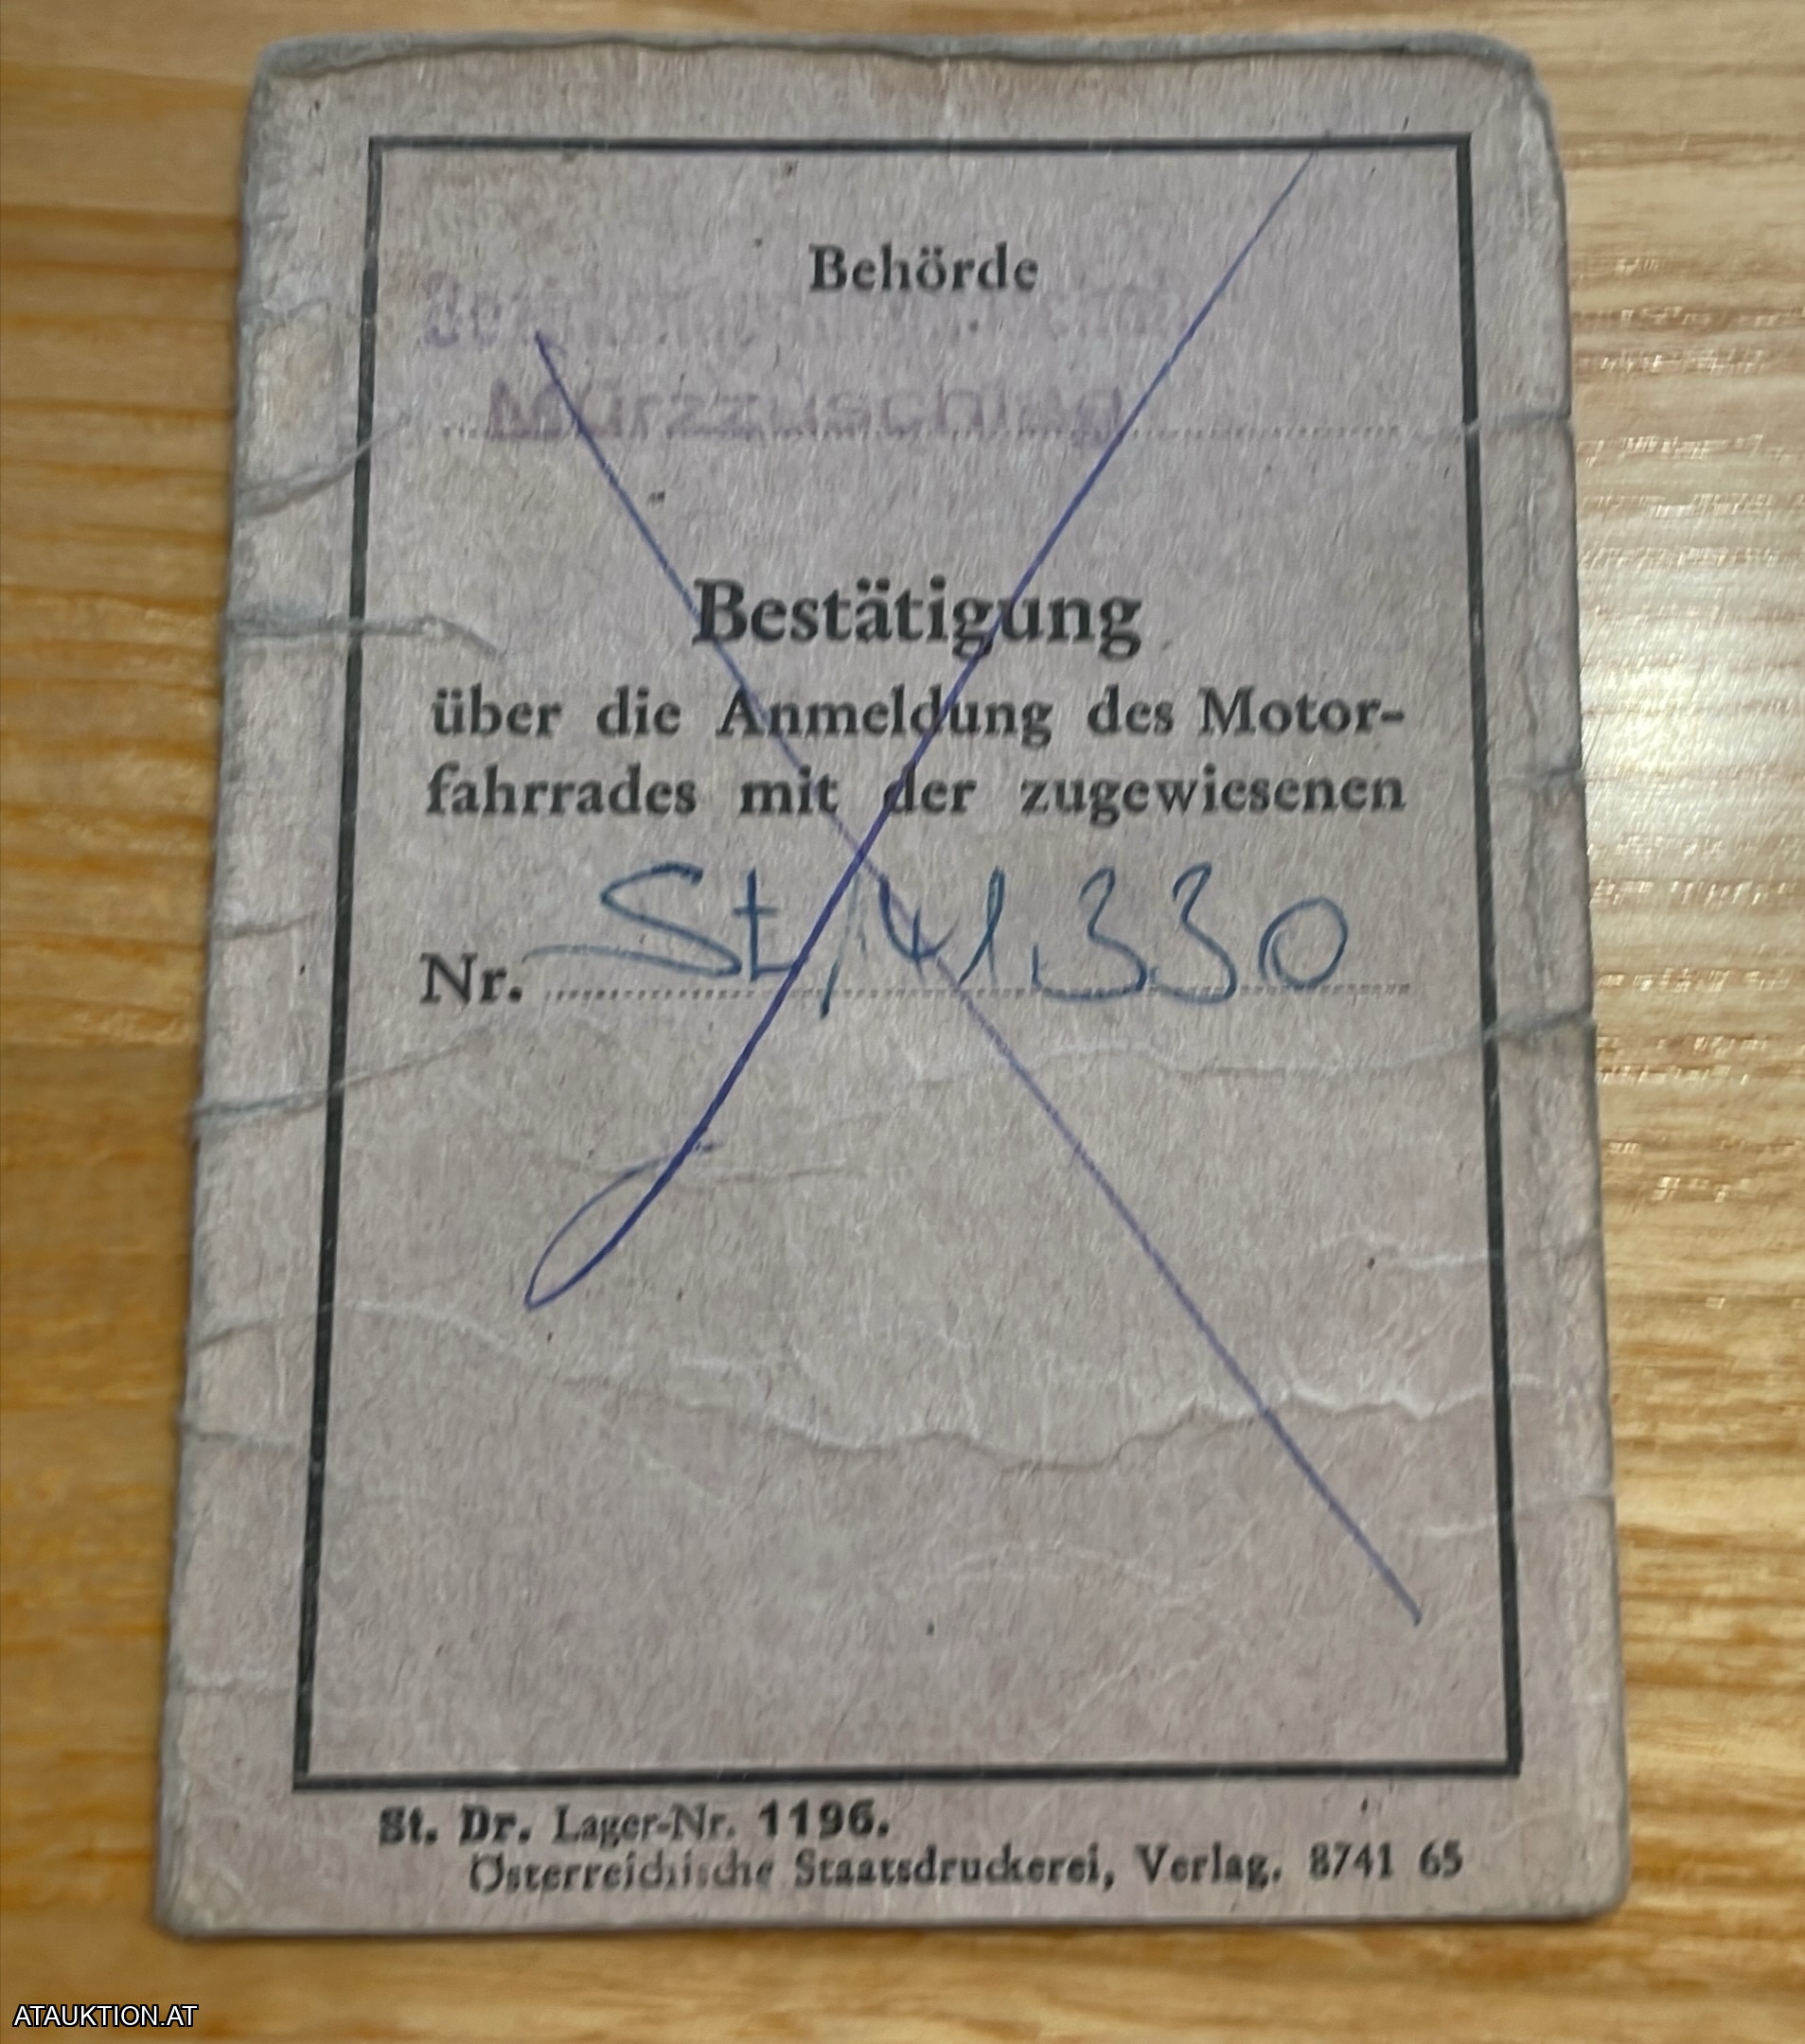 Behörde
Mürzzuschlag
Bestätigung
über die Anmeldung des Motor-
fahrrades mit der zugewiesenen
Nr. St, 41.330
St. Dr. Lager-Nr. 1196.
Österreichische Staatsdruckerei, Verlag. 8741 65
ATAUKTION.AT